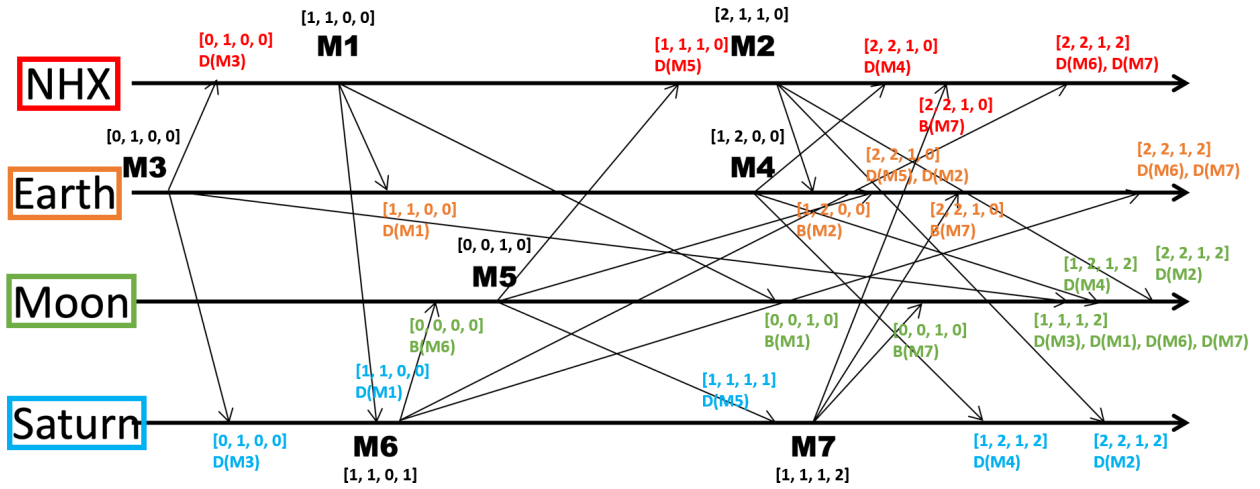 [1, 1, 0, 0]
[2, 1, 1, 0]
[0, 1, 0, 0]
D(M3)
M1
[1, 1, 1, 0]
D(M5)
M2
[2, 2, 1, 0]
D(M4)
[2, 2, 1, 2]
D(M6), D(M7)
NHX
[2, 2, 1, 0]
B(M7)
[0, 1, 0, 0]
M3
[1, 2, 0, 0]
M4
[2, 2, 1, 0]
D(M5), D(M2)
[2, 2, 1, 2]
D(M6), D(M7)
Earth
[1, 1, 0, 0]
D(M1)
[1, 2, 0, 0]
B(M2)
[2, 2, 1, 0]
B(M7)
[0, 0, 1, 0]
M5
[1, 2, 1, 2]
D(M4)
[2, 2, 1, 2]
D(M2)
Moon
[0, 0, 0, 0]
B(M6)
[0, 0, 1, 0]
B(M1)
[0, 0, 1, 0]
B(M7)
[1, 1, 1, 2]
D(M3), D(M1), D(M6), D(M7)
[1, 1, 0, 0]
D(M1)
[1, 1, 1, 1]
D(M5)
Saturn
[0, 1, 0, 0]
D(M3)
M6
[1, 1, 0, 1]
M7
[1, 1, 1, 2]
[1, 2, 1, 2]
D(M4)
[2, 2, 1, 2]
D(M2)